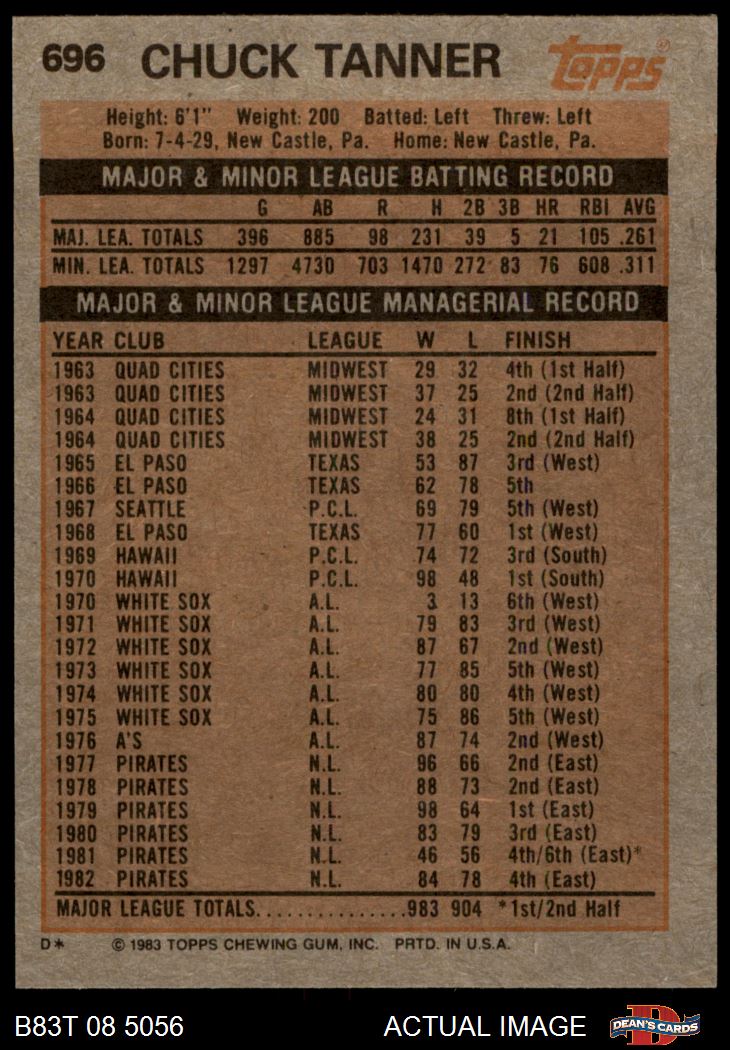 696 CHUCK TANNER topps®
Height: 6'1" Weight: 200 Batted: Left Threw: Left
Born: 7-4-29, New Castle, Pa. Home: New Castle, Pa.
MAJOR & MINOR LEAGUE BATTING RECORD
G AB R H 2B 3B HR RBI AVG
MAJ. LEA. TOTALS 396 885 98 231 39 5 21 105 .261
MIN. LEA. TOTALS 1297 4730 703 1470 272 83 76 608 .311
MAJOR & MINOR LEAGUE MANAGERIAL RECORD
YEAR CLUB LEAGUE W L FINISH
1963 QUAD CITIES MIDWEST 29 32 4th (1st Half)
1963 QUAD CITIES MIDWEST 37 25 2nd (2nd Half)
1964 QUAD CITIES MIDWEST 24 31 8th (1st Half)
1964 QUAD CITIES MIDWEST 38 25 2nd (2nd Half)
1965 EL PASO TEXAS 53 87 3rd (West)
1966 EL PASO TEXAS 62 78 5th
1967 SEATTLE P.C.L. 69 79 5th (West)
1968 EL PASO TEXAS 77 60 1st (West)
1969 HAWAII P.C.L. 74 72 3rd (South)
1970 HAWAII P.C.L. 98 48 1st (South)
1970 WHITE SOX A.L. 3 13 6th (West)
1971 WHITE SOX A.L. 79 83 3rd (West)
1972 WHITE SOX A.L. 87 67 2nd (West)
1973 WHITE SOX A.L. 77 85 5th (West)
1974 WHITE SOX A.L. 80 80 4th (West)
1975 WHITE SOX A.L. 75 86 5th (West)
1976 A'S A.L. 87 74 2nd (West)
1977 PIRATES N.L. 96 66 2nd (East)
1978 PIRATES N.L. 88 73 2nd (East)
1979 PIRATES N.L. 98 64 1st (East)
1980 PIRATES N.L. 83 79 3rd (East)
1981 PIRATES N.L. 46 56 4th/6th (East)*
1982 PIRATES N.L. 84 78 4th (East)
MAJOR LEAGUE TOTALS...............983 904 *1st/2nd Half
D* © 1983 TOPPS CHEWING GUM, INC. PRTD. IN U.S.A.
B83T 08 5056 ACTUAL IMAGE D DEAN'S CARDS